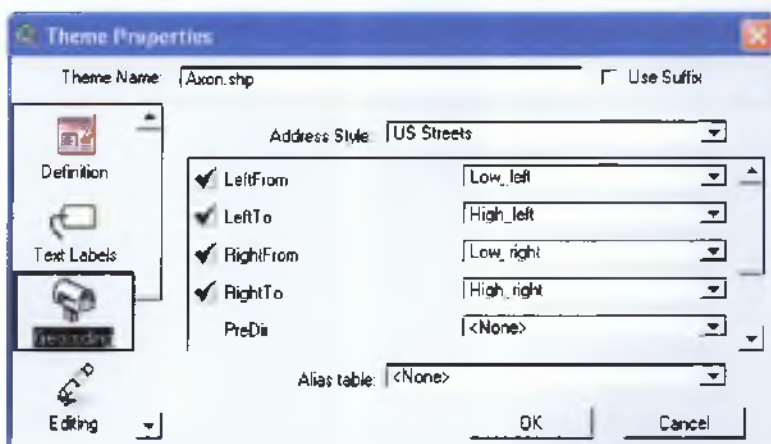 Theme Properties
Theme Name: Axon.shp Use Suffix
Address Style: US Streets
Definition
Text Labels
Geocoding
Editing
LeftFrom Low_left
LeftTo High_left
RightFrom Low_right
RightTo High_right
PreDir <None>
Alias table: <None>
OK Cancel